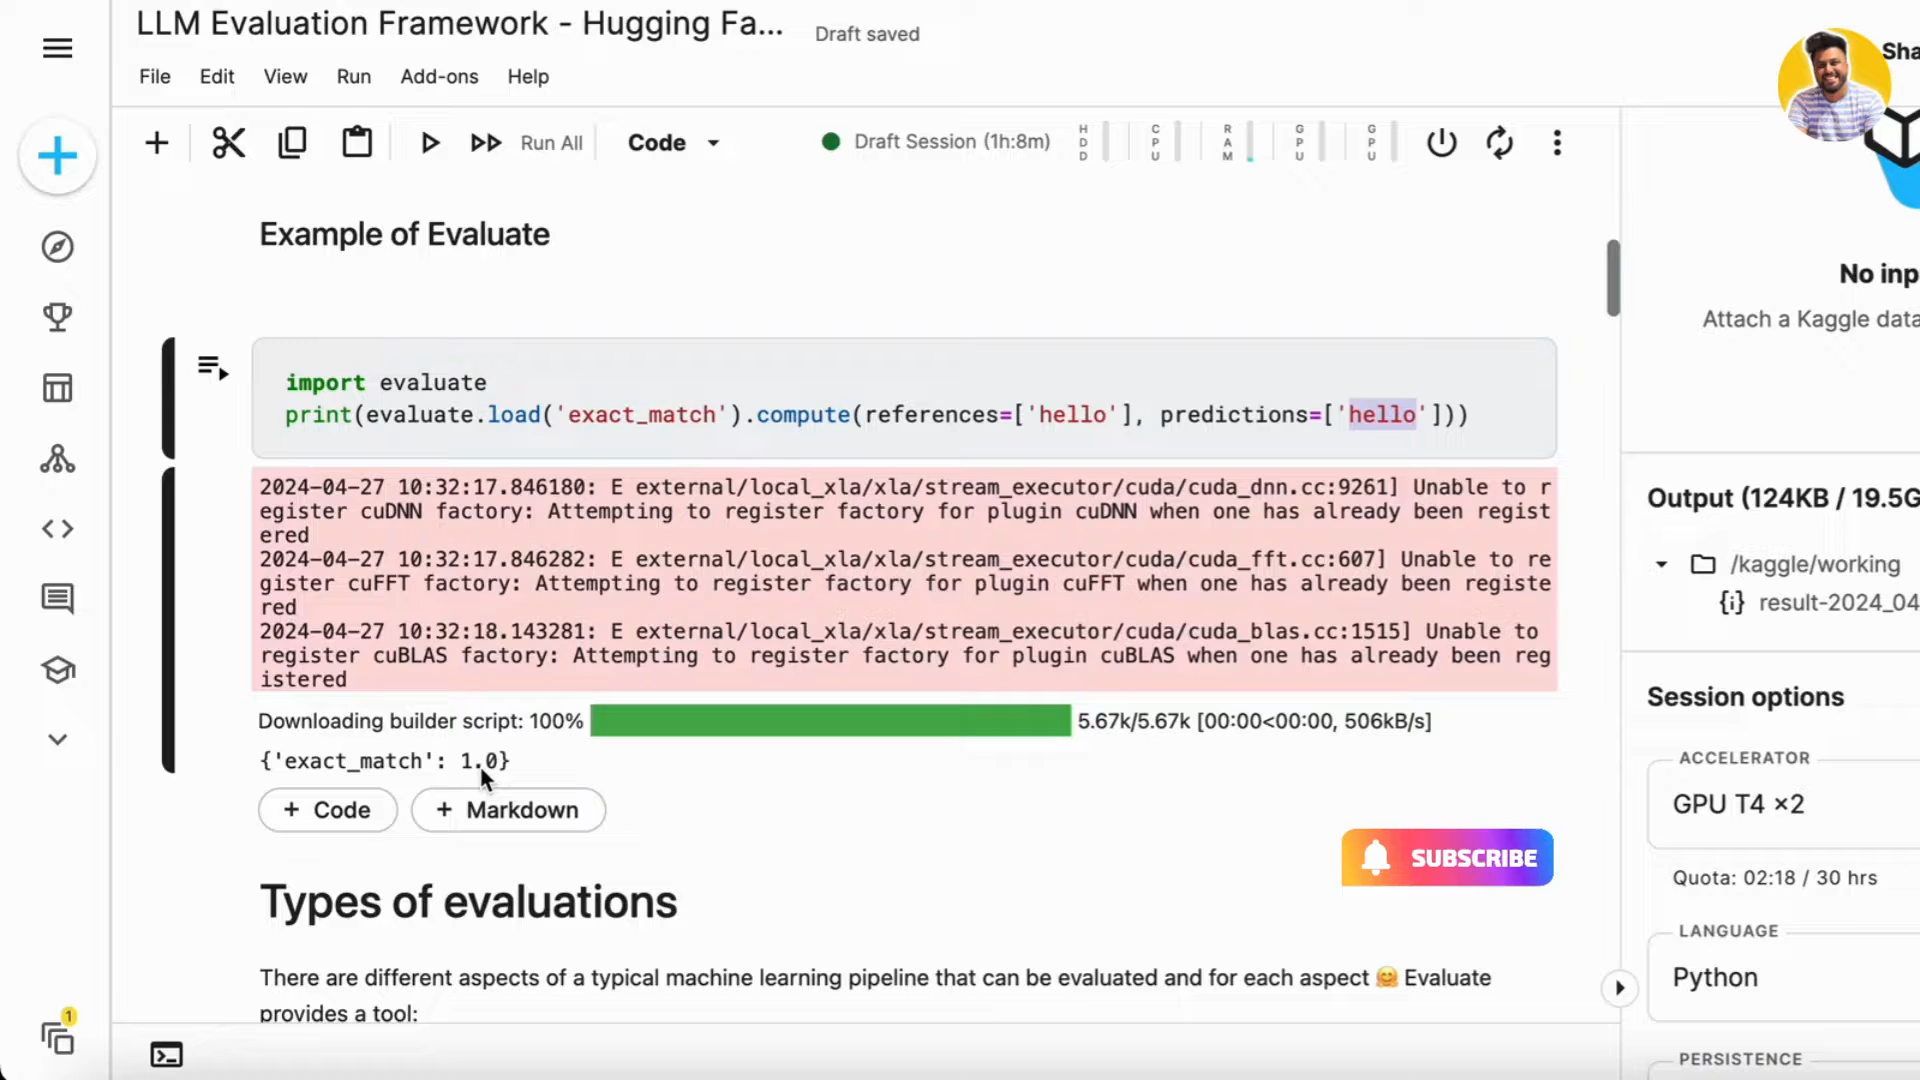 LLM Evaluation Framework - Hugging Fa...
Draft saved
Sha
File Edit View Run Add-ons Help
Run All
Code
Draft Session (1h:8m)
HDD
CPU
RAM
GPU
GPU
Example of Evaluate
import evaluate
print(evaluate.load('exact_match').compute(references=['hello'], predictions=['hello']))
2024-04-27 10:32:17.846180: E external/local_xla/xla/stream_executor/cuda/cuda_dnn.cc:9261] Unable to r
egister cuDNN factory: Attempting to register factory for plugin cuDNN when one has already been regist
ered
2024-04-27 10:32:17.846282: E external/local_xla/xla/stream_executor/cuda/cuda_fft.cc:607] Unable to re
gister cuFFT factory: Attempting to register factory for plugin cuFFT when one has already been registe
red
2024-04-27 10:32:18.143281: E external/local_xla/xla/stream_executor/cuda/cuda_blas.cc:1515] Unable to
register cuBLAS factory: Attempting to register factory for plugin cuBLAS when one has already been reg
istered
Downloading builder script: 100% 5.67k/5.67k [00:00<00:00, 506kB/s]
{'exact_match': 1.0}
+ Code
+ Markdown
SUBSCRIBE
Types of evaluations
There are different aspects of a typical machine learning pipeline that can be evaluated and for each aspect 🤗 Evaluate
provides a tool:
1
No inp
Attach a Kaggle data
Output (124KB / 19.5G
/kaggle/working
{i} result-2024_04
Session options
ACCELERATOR
GPU T4 ×2
Quota: 02:18 / 30 hrs
LANGUAGE
Python
PERSISTENCE